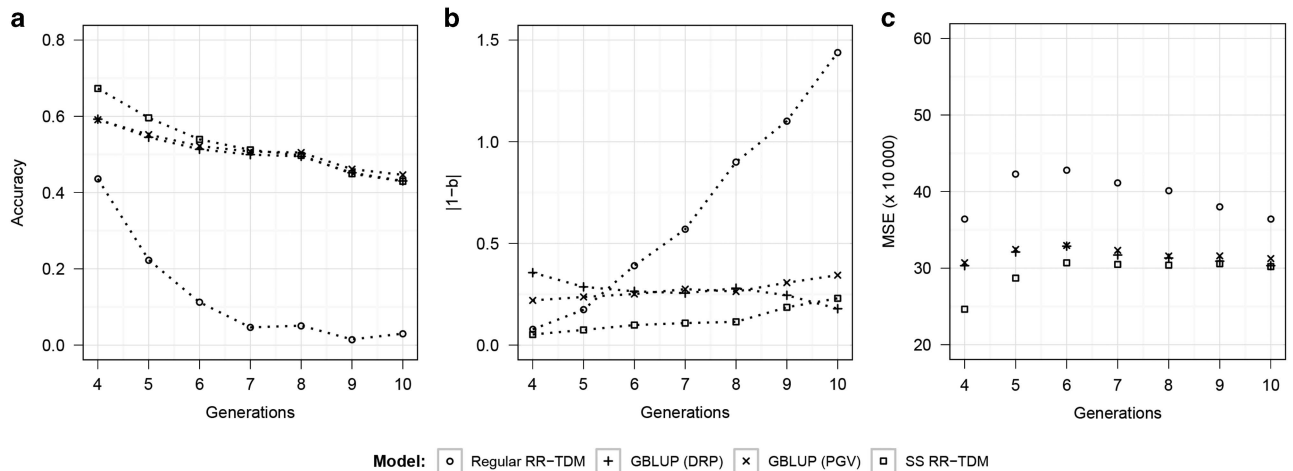 a
0.8
0.6
0.4
0.2
0.0
Accuracy
4 5 6 7 8 9 10
Generations
b
1.5
1.0
0.5
0.0
|1−b|
4 5 6 7 8 9 10
Generations
c
60
50
40
30
20
MSE (x 10 000)
4 5 6 7 8 9 10
Generations
Model: Regular RR−TDM GBLUP (DRP) GBLUP (PGV) SS RR−TDM